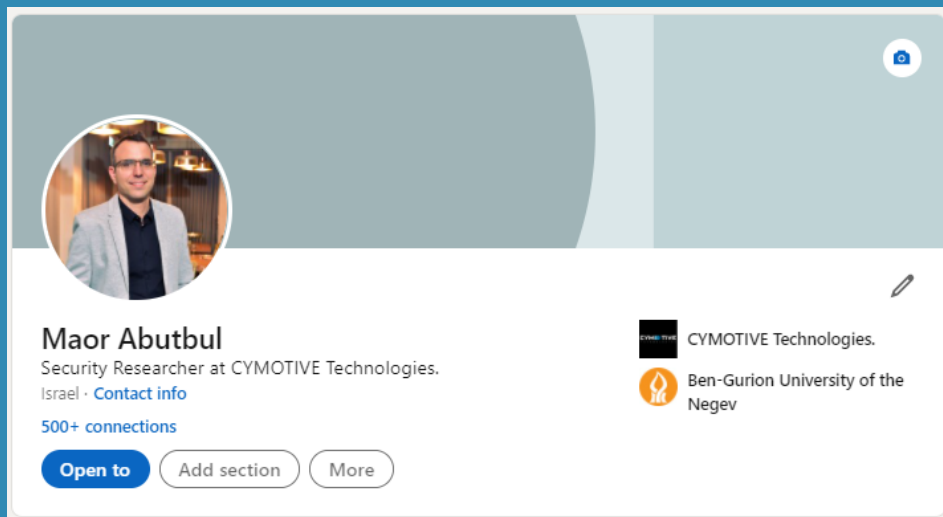 Maor Abutbul
Security Researcher at CYMOTIVE Technologies.
Israel · Contact info
500+ connections
Open to
Add section
More
CYMOTIVE
CYMOTIVE Technologies.
Ben-Gurion University of the
Negev